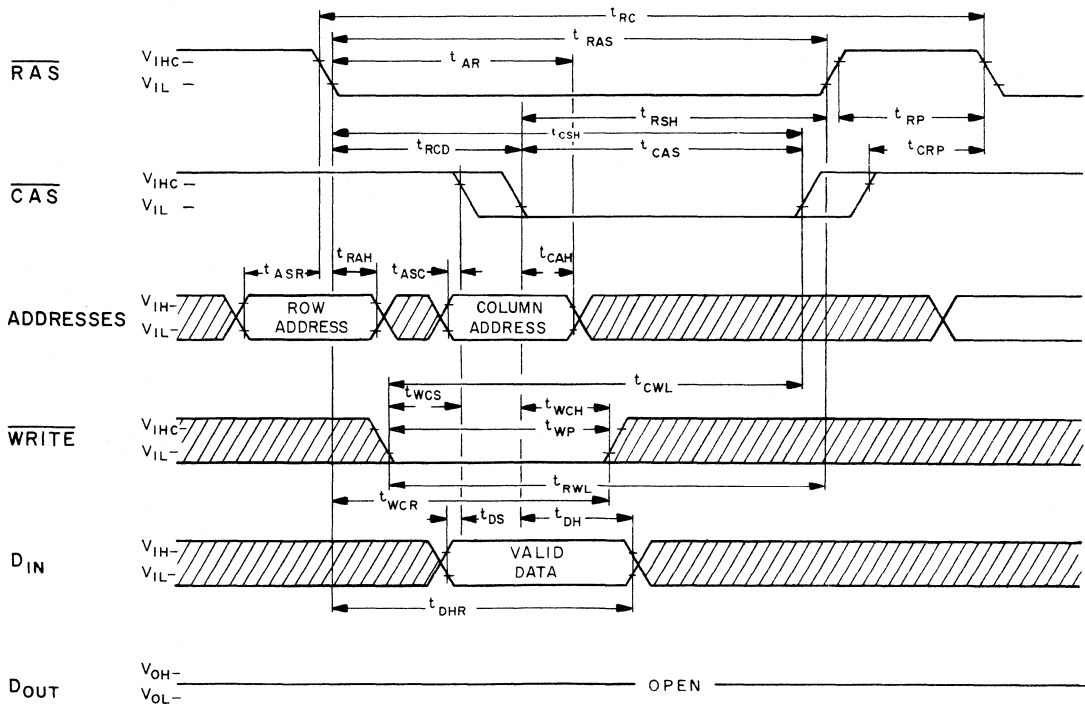 tRC
tRAS
tAR
RAS
VIHC
VIL
tRSH
tRP
tCSH
tRCD
tCAS
tCRP
CAS
VIHC
VIL
tASR
tRAH
tASC
tCAH
ADDRESSES
VIH
VIL
ROW
ADDRESS
COLUMN
ADDRESS
tCWL
tWCS
tWCH
tWP
WRITE
VIHC
VIL
tRWL
tWCR
tDS
tDH
DIN
VIH
VIL
VALID
DATA
tDHR
DOUT
VOH
VOL
OPEN